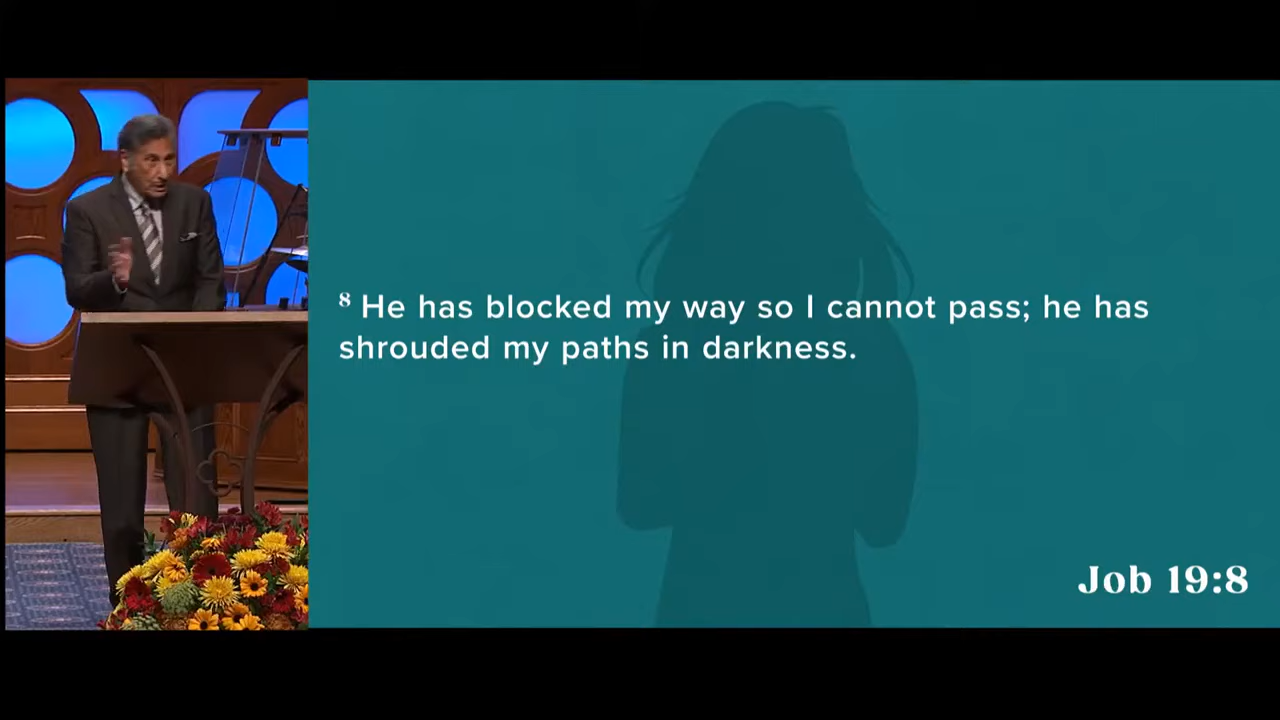 ⁸ He has blocked my way so I cannot pass; he has
shrouded my paths in darkness.
Job 19:8